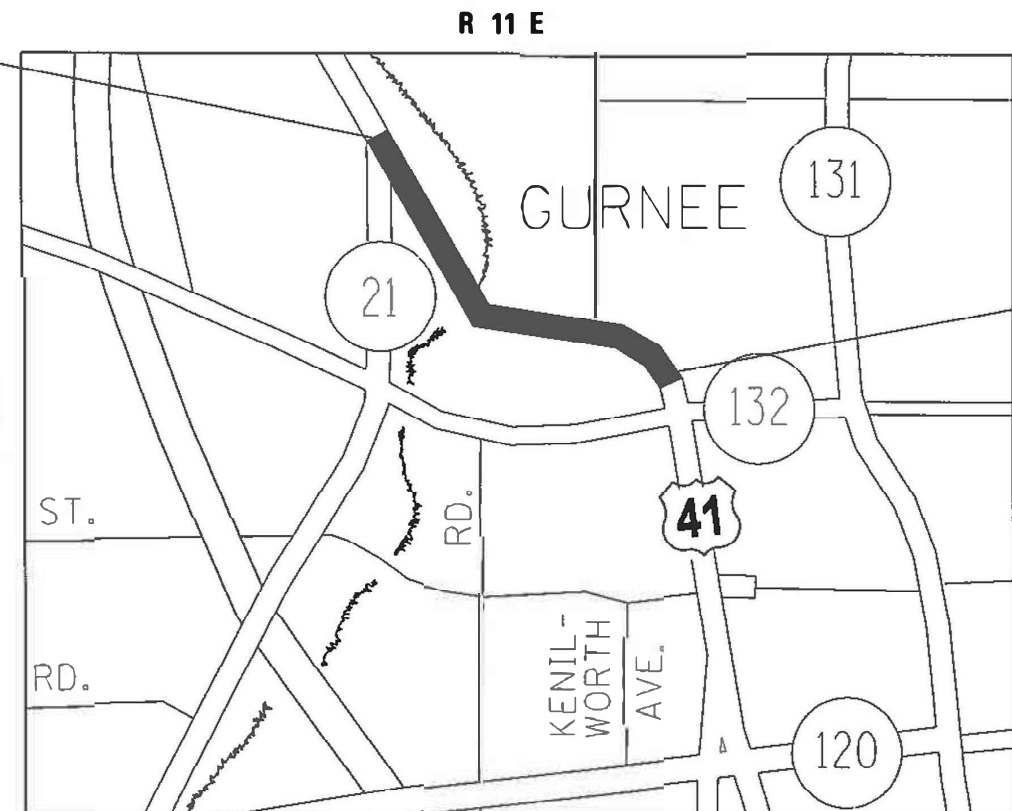 R 11 E
131
GURNEE
21
132
41
ST.
RD.
KENIL-
WORTH
AVE.
RD.
120